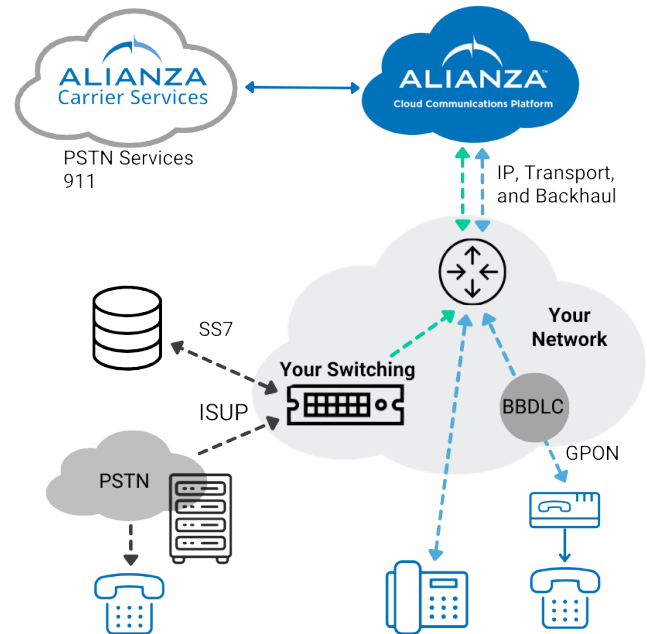 ALIANZA
Carrier Services
ALIANZA™
Cloud Communications Platform
PSTN Services
911
IP, Transport,
and Backhaul
Your
Network
SS7
Your Switching
ISUP
BBDLC
GPON
PSTN